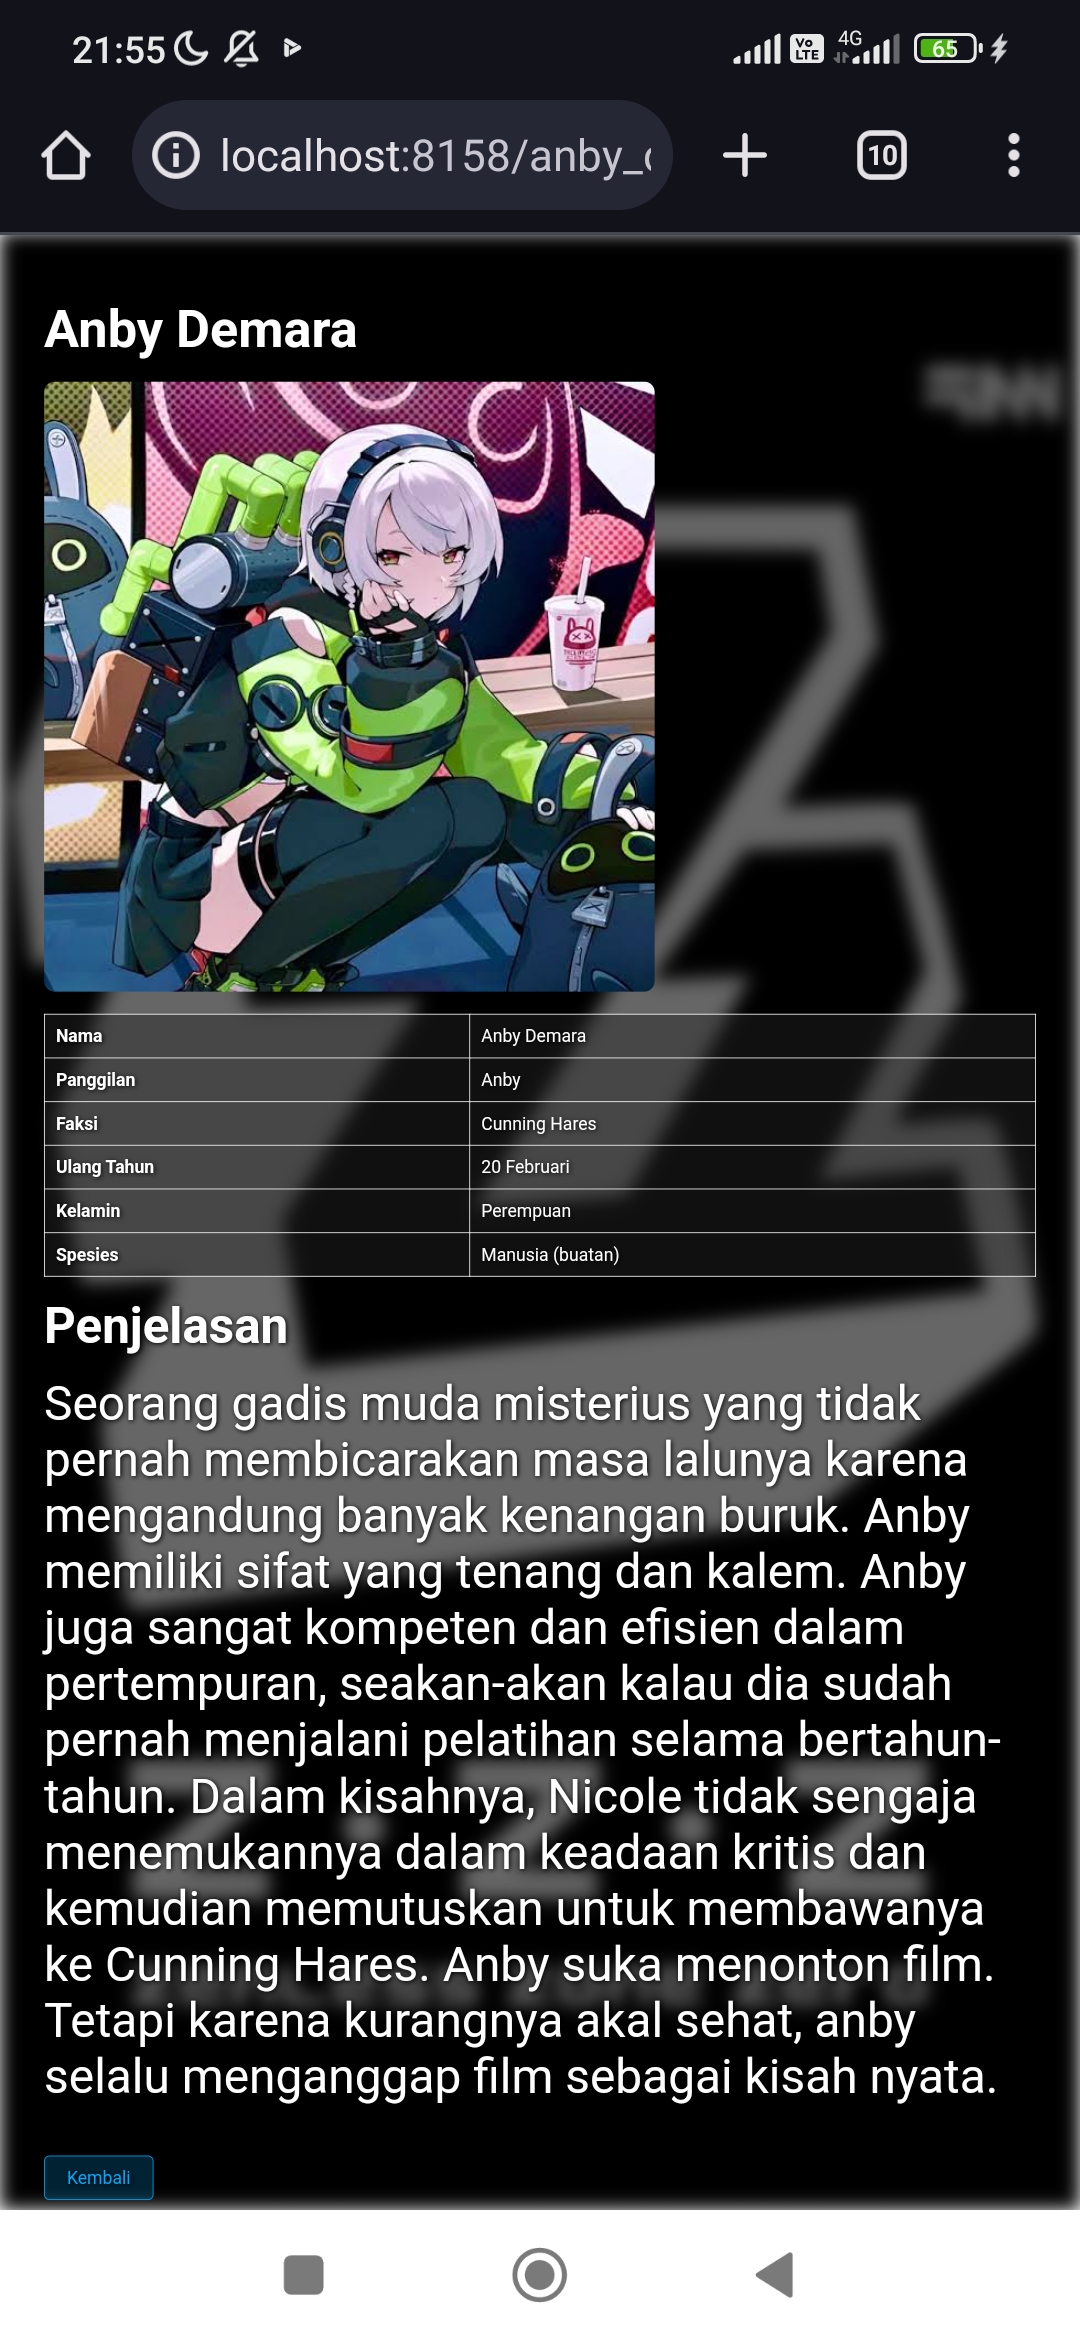 21:55
Vo
LTE
4G
65
localhost:8158/anby_
10
Anby Demara
Nama Anby Demara
Panggilan Anby
Faksi Cunning Hares
Ulang Tahun 20 Februari
Kelamin Perempuan
Spesies Manusia (buatan)
Penjelasan
Seorang gadis muda misterius yang tidak
pernah membicarakan masa lalunya karena
mengandung banyak kenangan buruk. Anby
memiliki sifat yang tenang dan kalem. Anby
juga sangat kompeten dan efisien dalam
pertempuran, seakan-akan kalau dia sudah
pernah menjalani pelatihan selama bertahun-
tahun. Dalam kisahnya, Nicole tidak sengaja
menemukannya dalam keadaan kritis dan
kemudian memutuskan untuk membawanya
ke Cunning Hares. Anby suka menonton film.
Tetapi karena kurangnya akal sehat, anby
selalu menganggap film sebagai kisah nyata.
Kembali